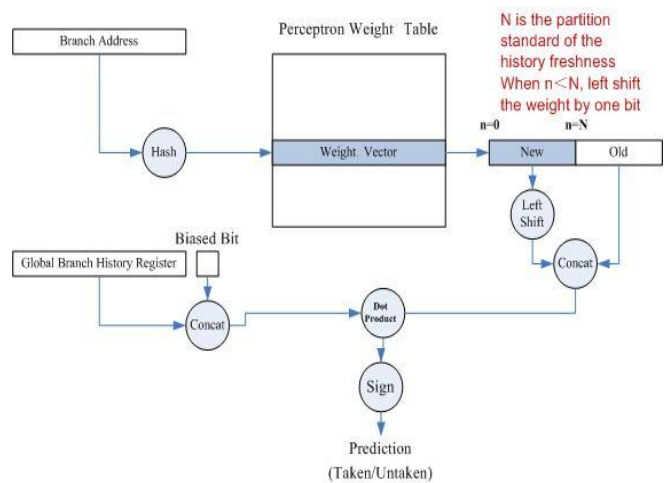 Branch Address
Perceptron Weight Table
N is the partition
standard of the
history freshness
When n<N, left shift
the weight by one bit
n=0
n=N
Hash
Weight Vector
New
Old
Left
Shift
Biased Bit
Global Branch History Register
Concat
Concat
Dot
Product
Sign
Prediction
(Taken/Untaken)